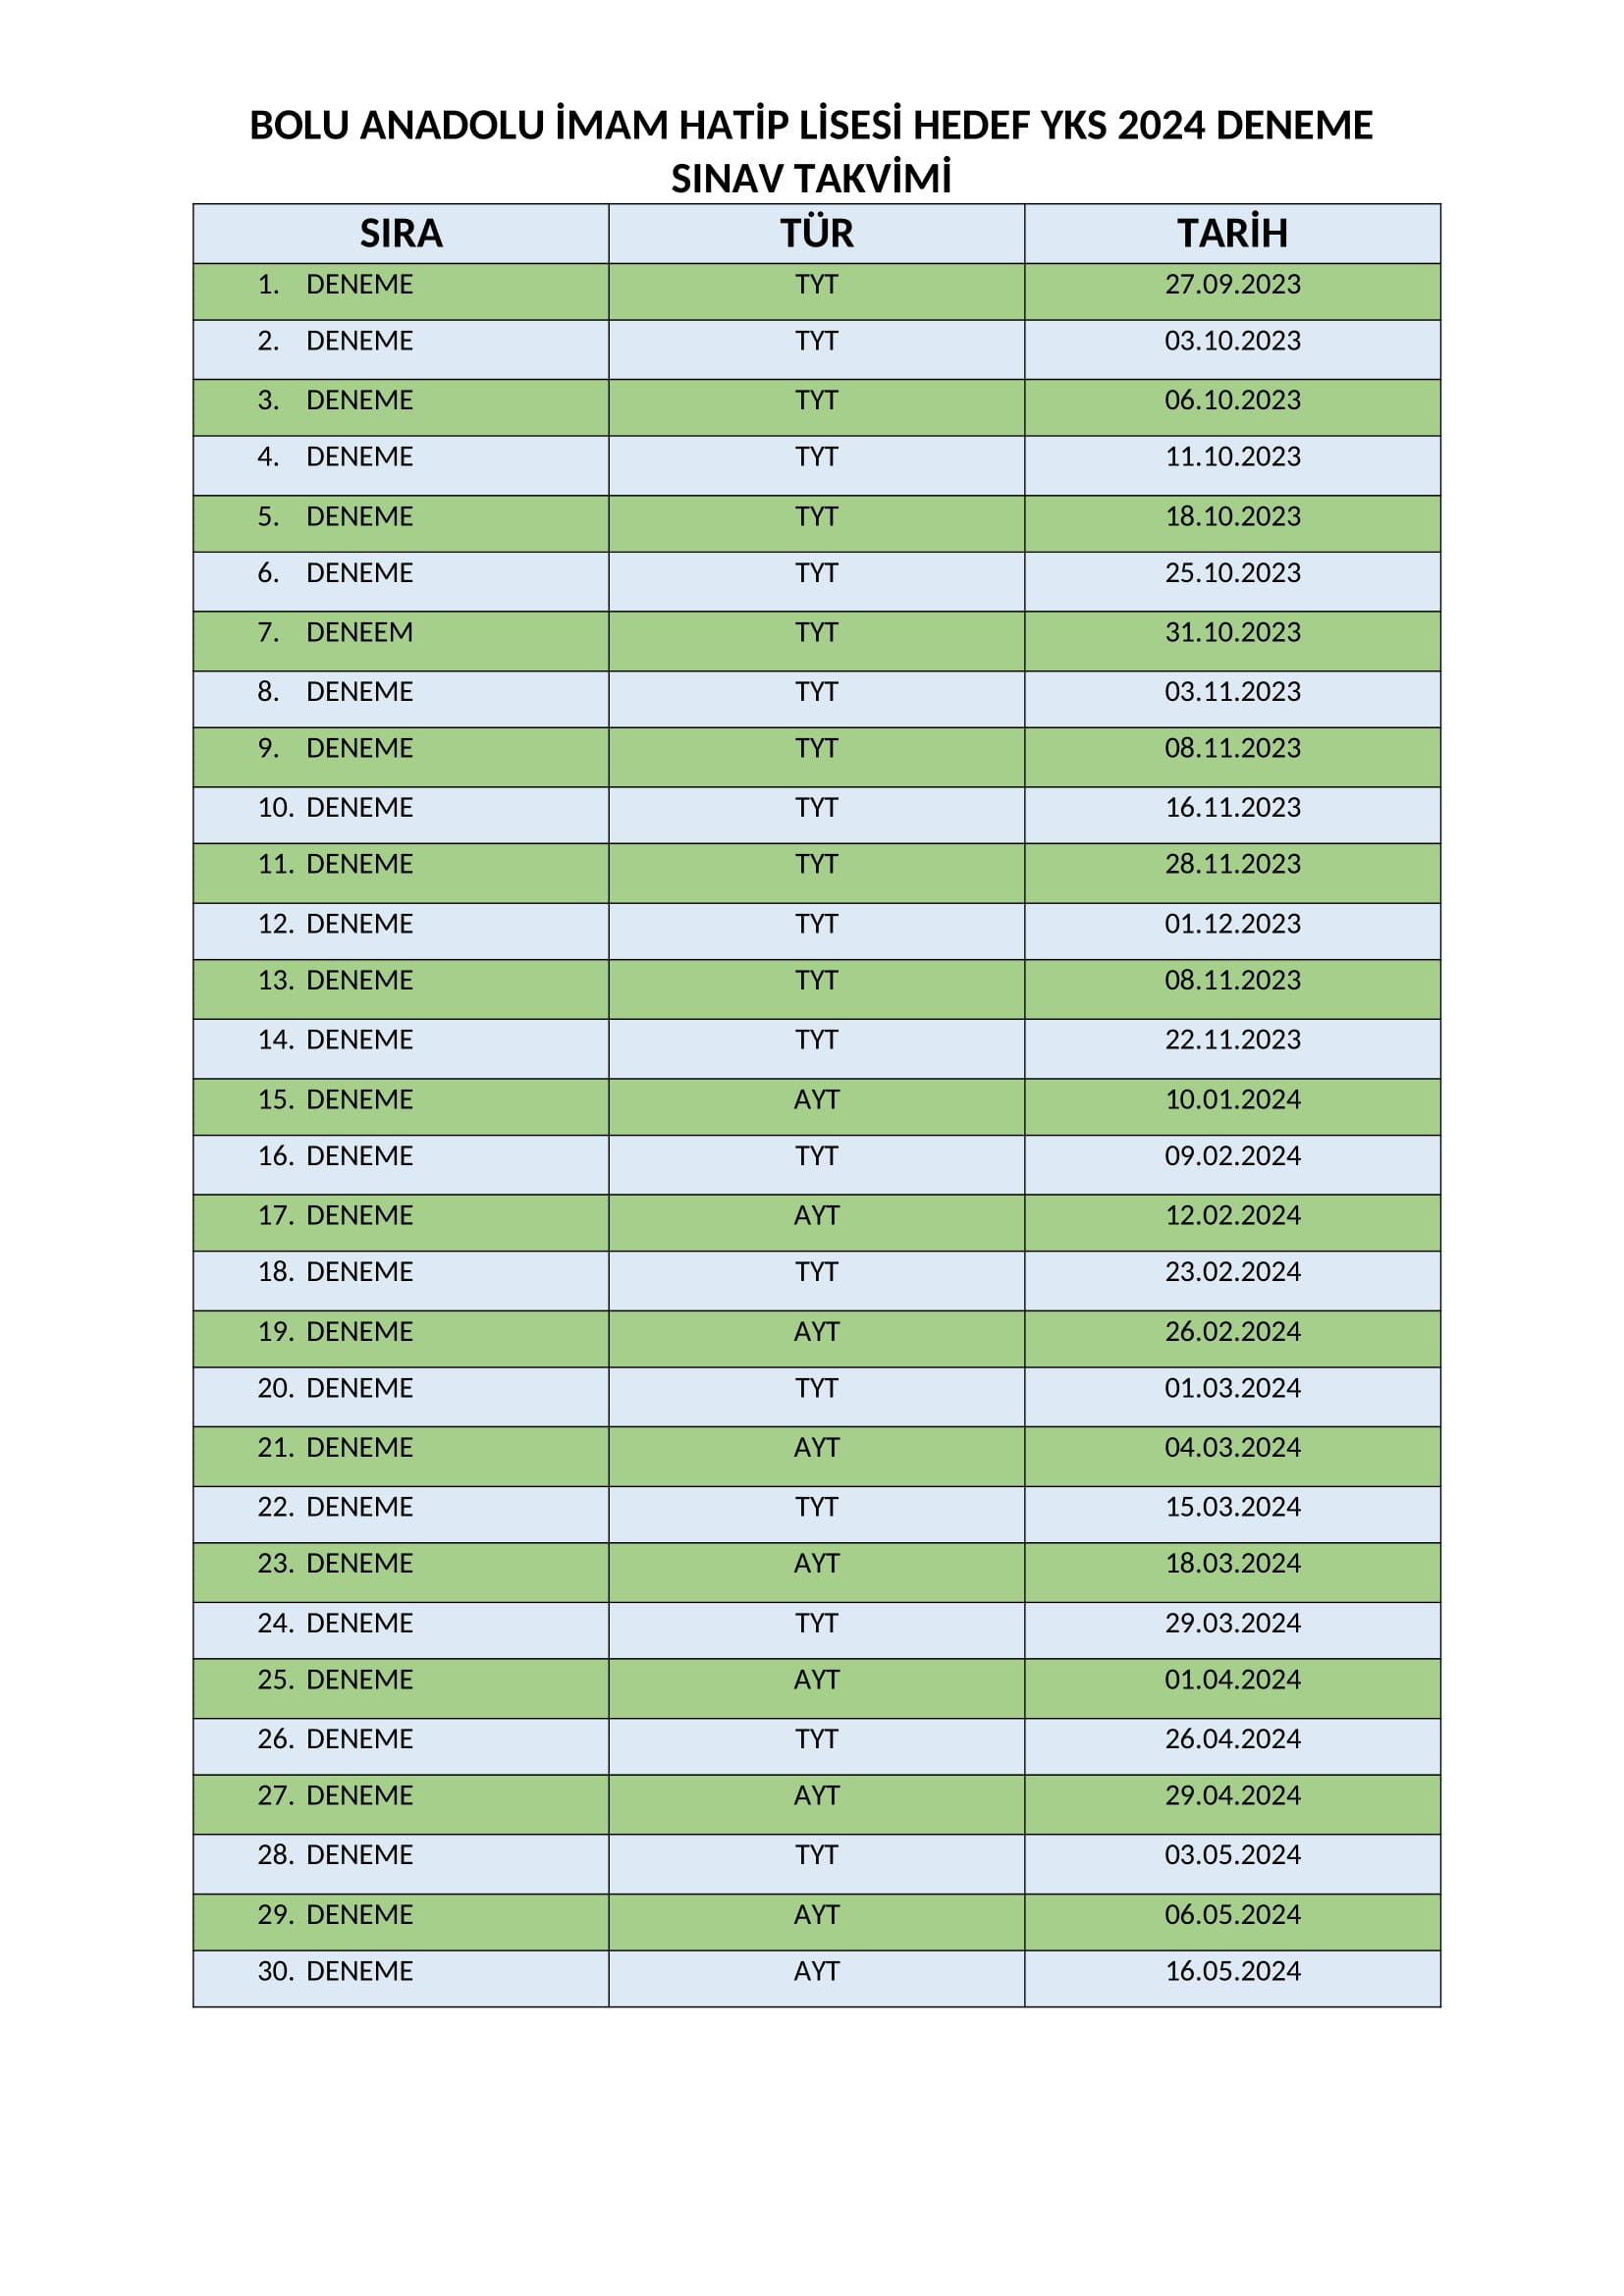 BOLU ANADOLU İMAM HATİP LİSESİ HEDEF YKS 2024 DENEME
SINAV TAKVİMİ
SIRA TÜR TARİH
1. DENEME TYT 27.09.2023
2. DENEME TYT 03.10.2023
3. DENEME TYT 06.10.2023
4. DENEME TYT 11.10.2023
5. DENEME TYT 18.10.2023
6. DENEME TYT 25.10.2023
7. DENEEM TYT 31.10.2023
8. DENEME TYT 03.11.2023
9. DENEME TYT 08.11.2023
10. DENEME TYT 16.11.2023
11. DENEME TYT 28.11.2023
12. DENEME TYT 01.12.2023
13. DENEME TYT 08.11.2023
14. DENEME TYT 22.11.2023
15. DENEME AYT 10.01.2024
16. DENEME TYT 09.02.2024
17. DENEME AYT 12.02.2024
18. DENEME TYT 23.02.2024
19. DENEME AYT 26.02.2024
20. DENEME TYT 01.03.2024
21. DENEME AYT 04.03.2024
22. DENEME TYT 15.03.2024
23. DENEME AYT 18.03.2024
24. DENEME TYT 29.03.2024
25. DENEME AYT 01.04.2024
26. DENEME TYT 26.04.2024
27. DENEME AYT 29.04.2024
28. DENEME TYT 03.05.2024
29. DENEME AYT 06.05.2024
30. DENEME AYT 16.05.2024